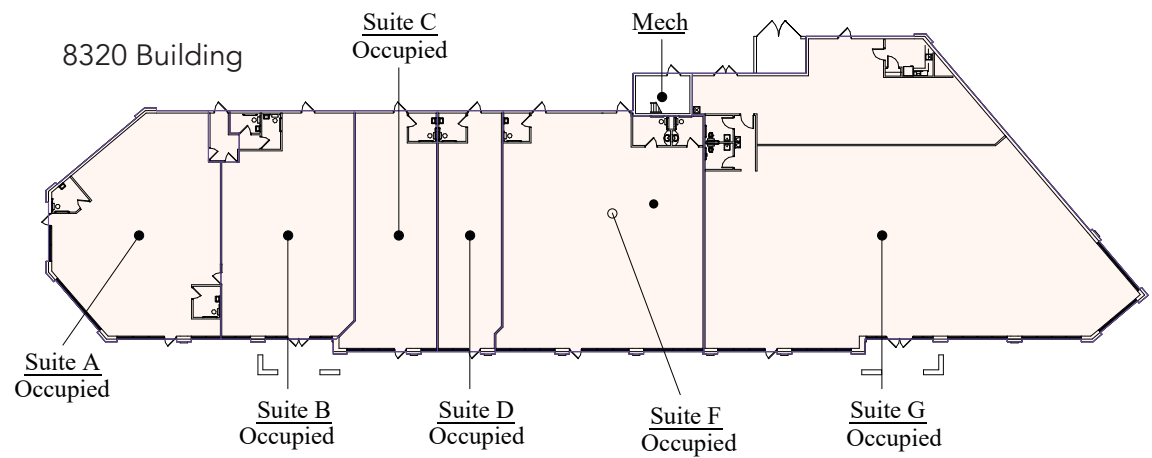 8320 Building
Suite C
Occupied
Mech
Suite A
Occupied
Suite B
Occupied
Suite D
Occupied
Suite F
Occupied
Suite G
Occupied